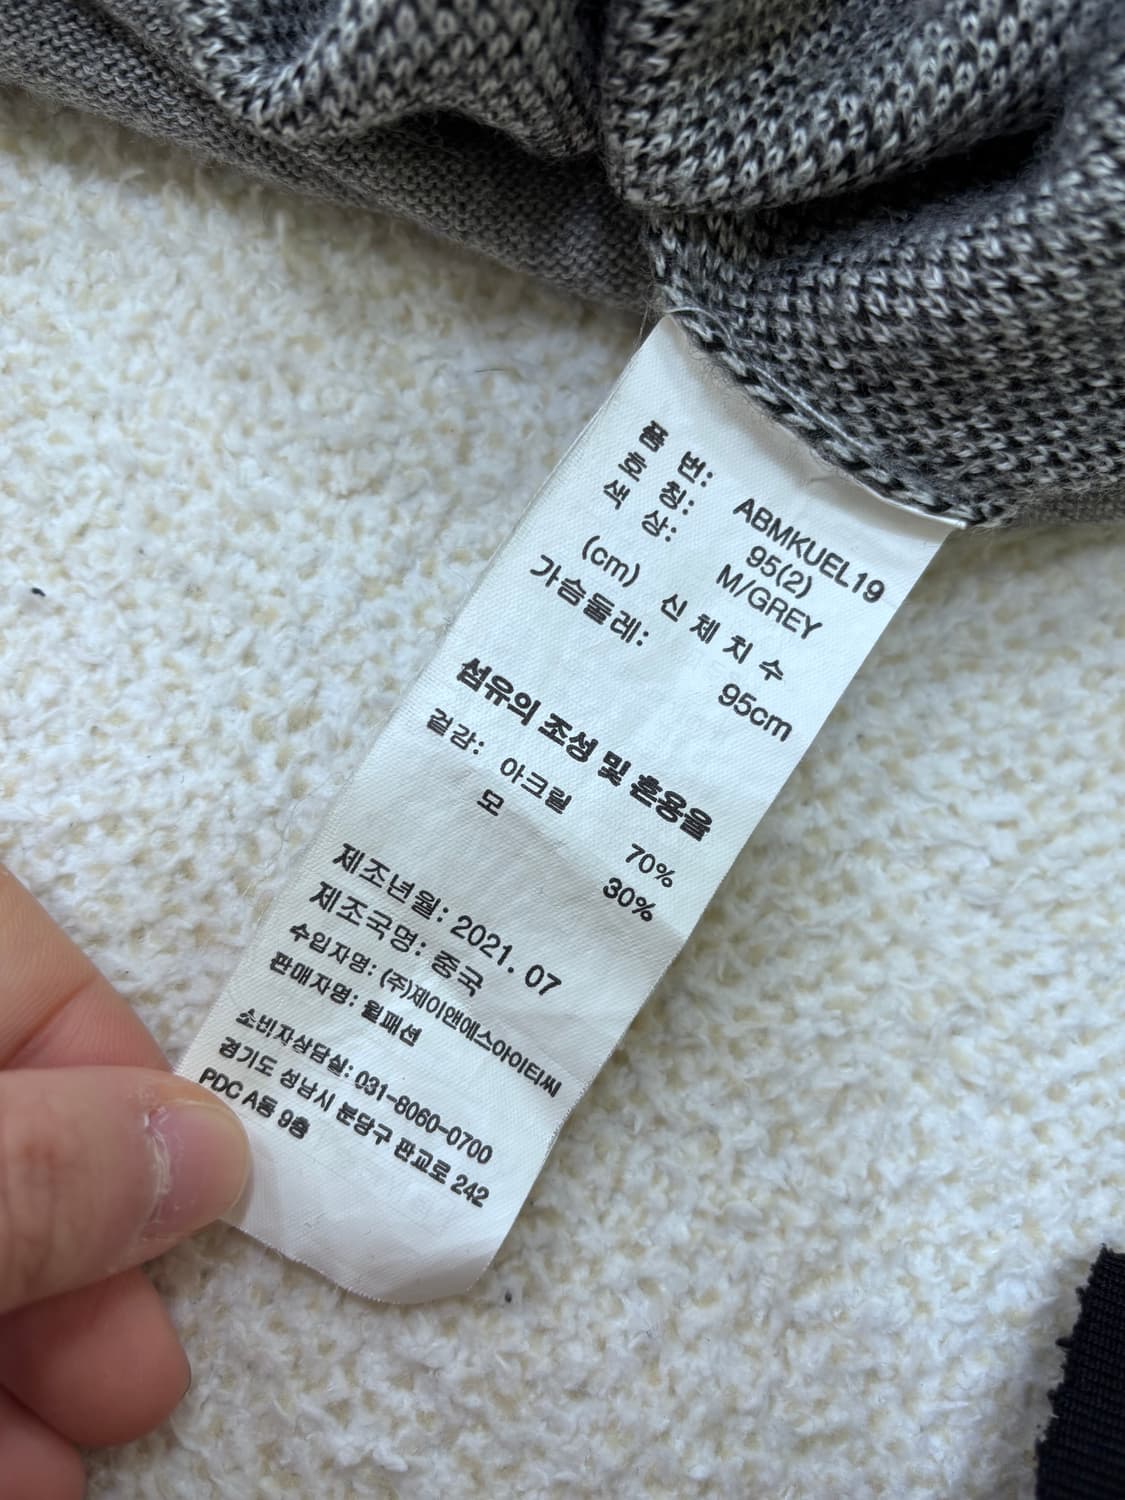 품 번: ABMKUEL19
호 칭: 95(2)
색 상: M/GREY
(cm) 신 체 치 수
가슴둘레: 95cm
섬유의 조성 및 혼용율
겉감: 아크릴 70%
모 30%
제조년월: 2021. 07
제조국명: 중국
수입자명: (주)제이앤에스아이티씨
판매자명: 월패션
소비자상담실: 031-8060-0700
경기도 성남시 분당구 판교로 242
PDC A동 9층